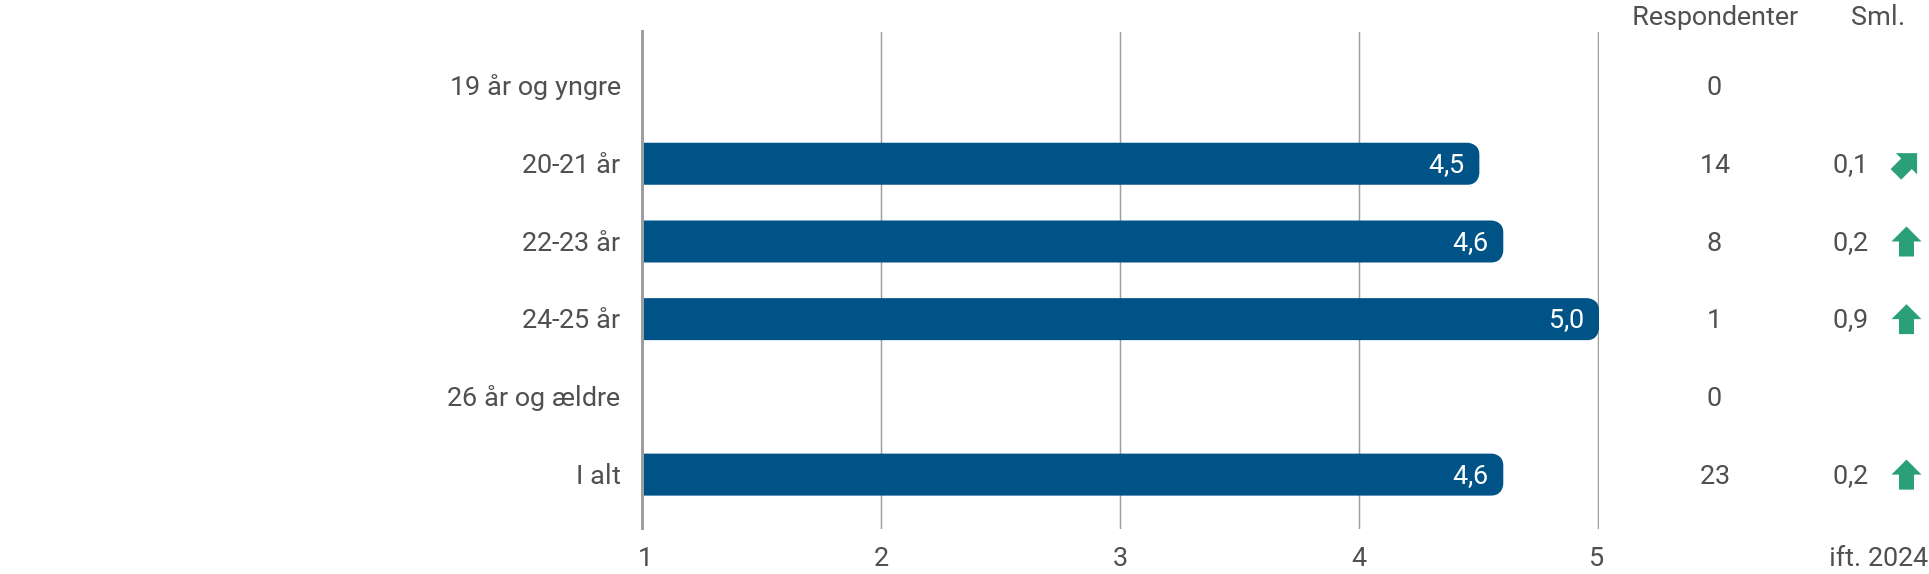 Respondenter Sml.
19 år og yngre 0
20-21 år 4,5 14 0,1
22-23 år 4,6 8 0,2
24-25 år 5,0 1 0,9
26 år og ældre 0
I alt 4,6 23 0,2
1 2 3 4 5 ift. 2024